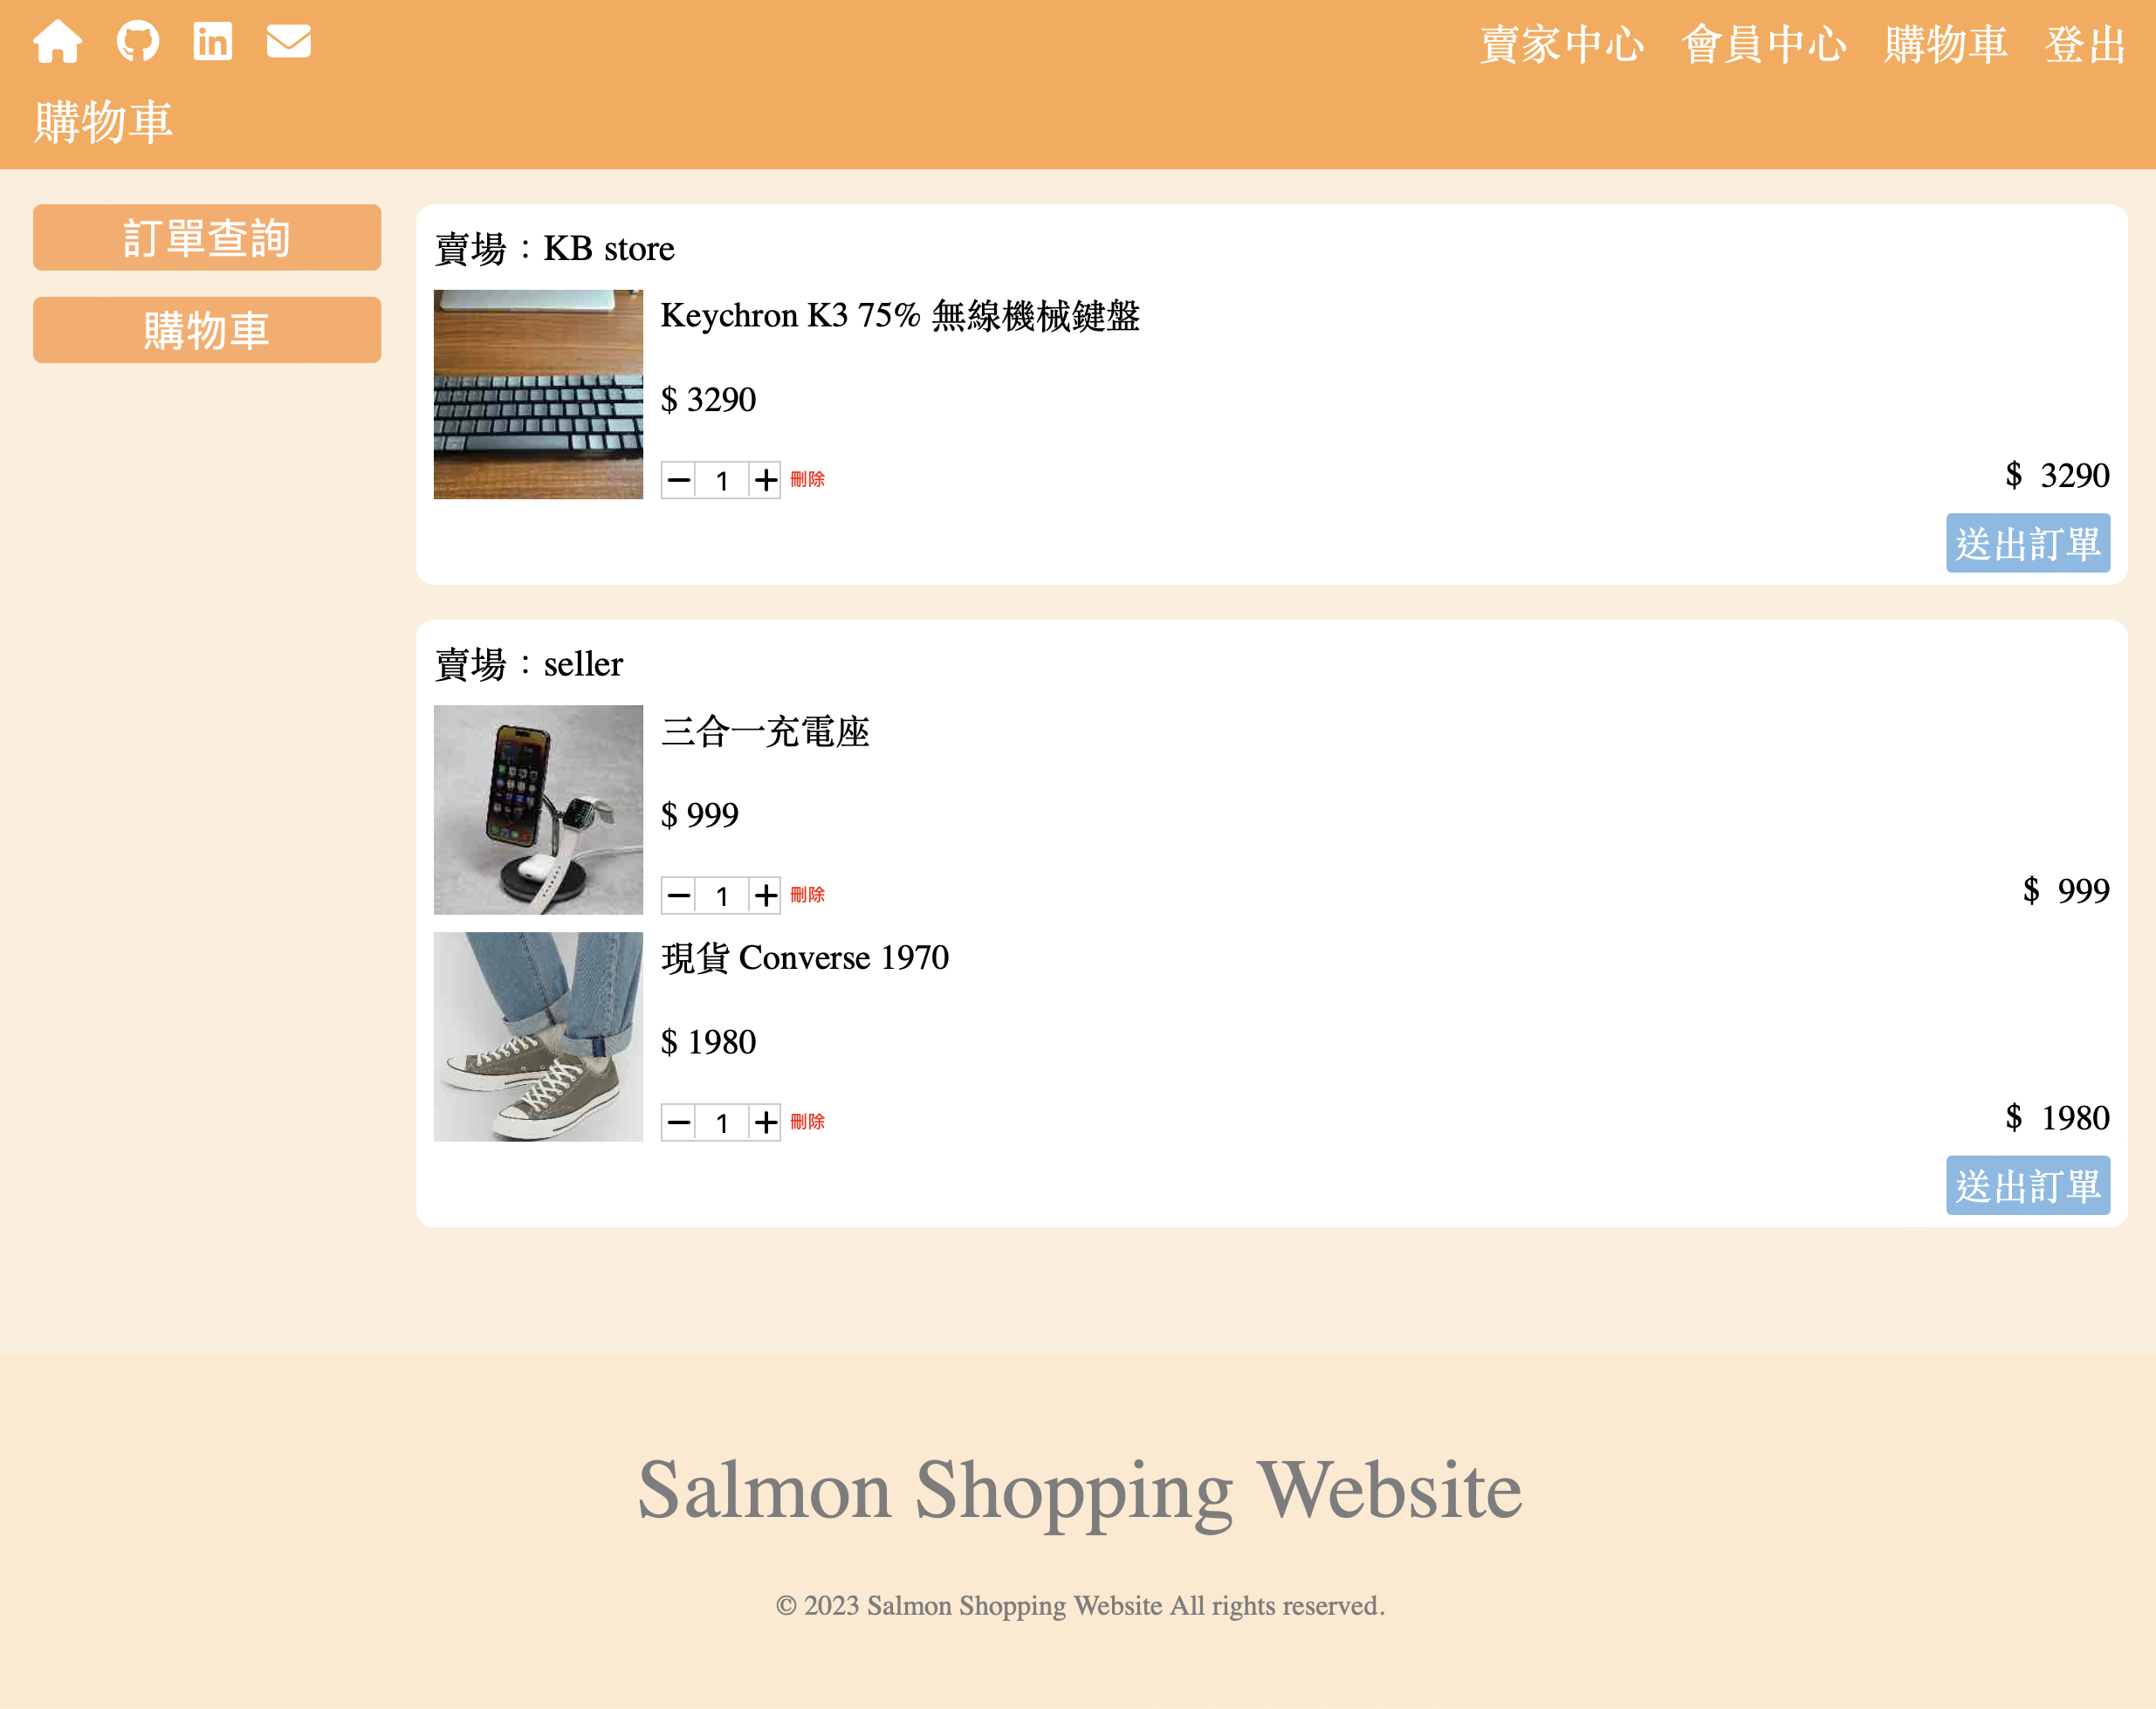 賣家中心 會員中心 購物車 登出
購物車
訂單查詢
購物車
賣場：KB store
Keychron K3 75% 無線機械鍵盤
$ 3290
1 刪除
$ 3290
送出訂單
賣場：seller
三合一充電座
$ 999
1 刪除
$ 999
現貨 Converse 1970
$ 1980
1 刪除
$ 1980
送出訂單
Salmon Shopping Website
© 2023 Salmon Shopping Website All rights reserved.